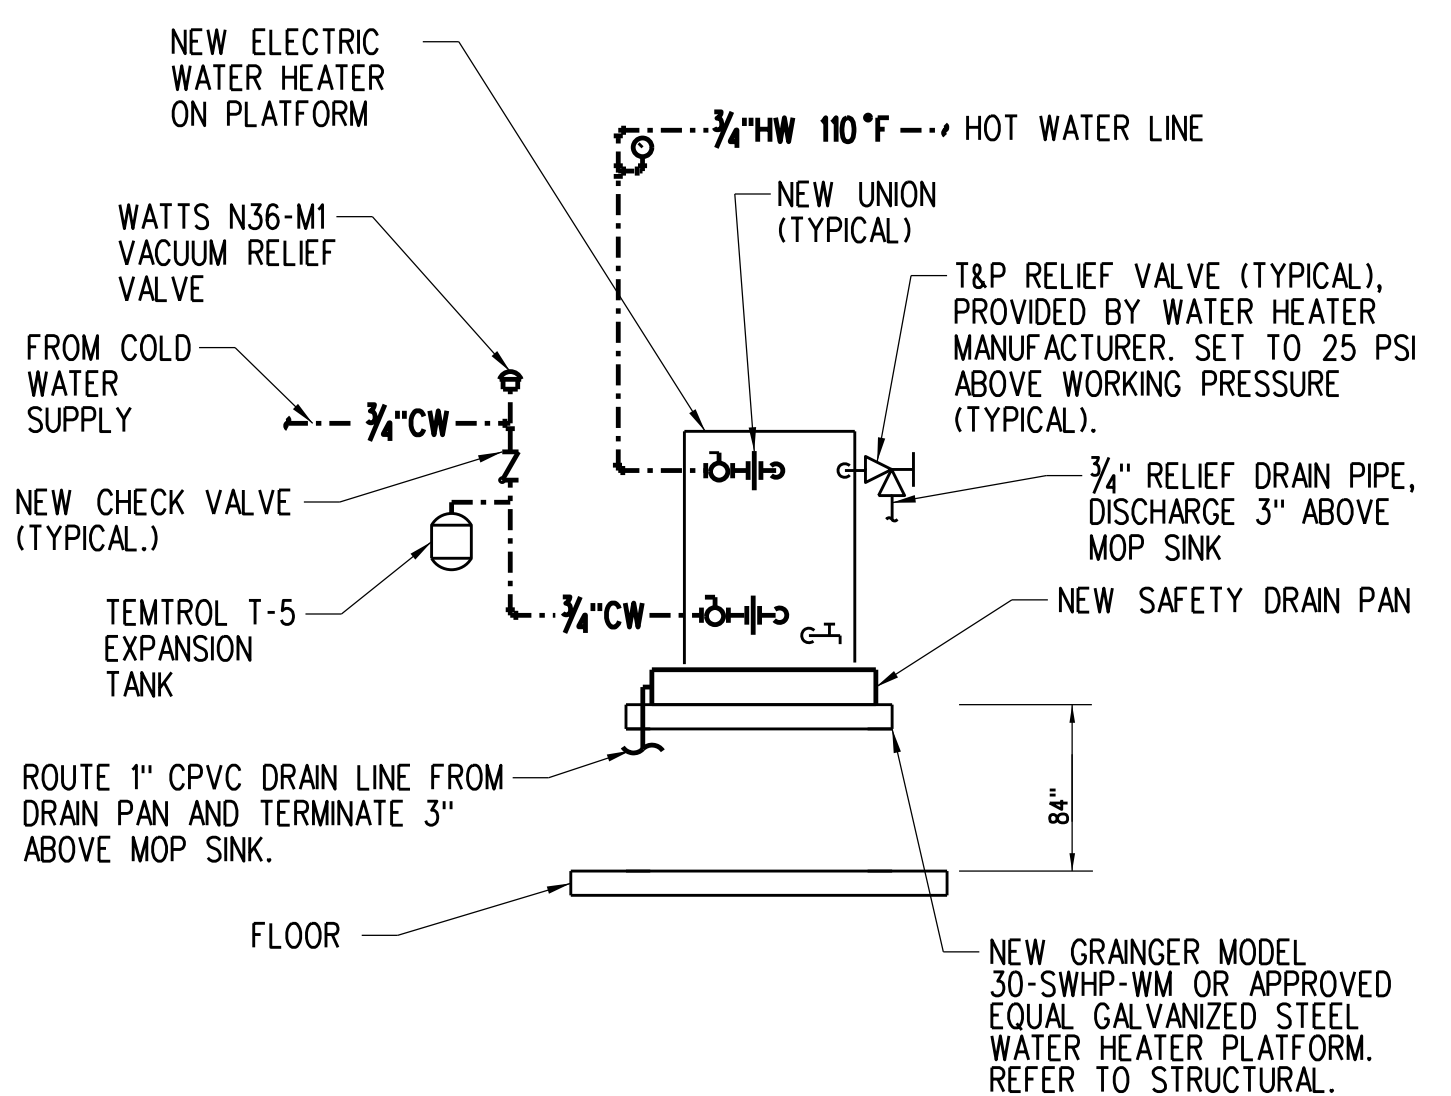 NEW ELECTRIC
WATER HEATER
ON PLATFORM
3/4"HW 110°F
HOT WATER LINE
NEW UNION
(TYPICAL)
WATTS N36-M1
VACUUM RELIEF
VALVE
T&P RELIEF VALVE (TYPICAL),
PROVIDED BY WATER HEATER
MANUFACTURER. SET TO 25 PSI
ABOVE WORKING PRESSURE
(TYPICAL).
FROM COLD
WATER
SUPPLY
3/4"CW
3/4" RELIEF DRAIN PIPE,
DISCHARGE 3" ABOVE
MOP SINK
NEW CHECK VALVE
(TYPICAL.)
TEMTROL T-5
EXPANSION
TANK
3/4"CW
NEW SAFETY DRAIN PAN
ROUTE 1" CPVC DRAIN LINE FROM
DRAIN PAN AND TERMINATE 3"
ABOVE MOP SINK.
84"
FLOOR
NEW GRAINGER MODEL
30-SWHP-WM OR APPROVED
EQUAL GALVANIZED STEEL
WATER HEATER PLATFORM.
REFER TO STRUCTURAL.